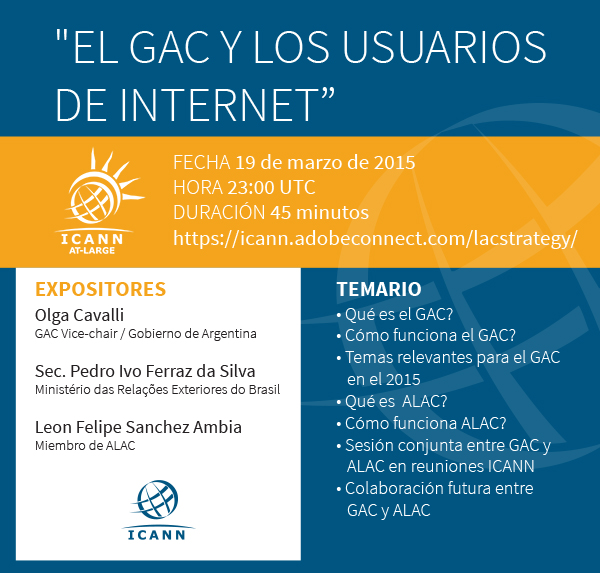 "EL GAC Y LOS USUARIOS
DE INTERNET”
ICANN
AT-LARGE
FECHA 19 de marzo de 2015
HORA 23:00 UTC
DURACIÓN 45 minutos
https://icann.adobeconnect.com/lacstrategy/
EXPOSITORES
Olga Cavalli
GAC Vice-chair / Gobierno de Argentina
Sec. Pedro Ivo Ferraz da Silva
Ministério das Relações Exteriores do Brasil
Leon Felipe Sanchez Ambia
Miembro de ALAC
ICANN
TEMARIO
• Qué es el GAC?
• Cómo funciona el GAC?
• Temas relevantes para el GAC
en el 2015
• Qué es ALAC?
• Cómo funciona ALAC?
• Sesión conjunta entre GAC y
ALAC en reuniones ICANN
• Colaboración futura entre
GAC y ALAC